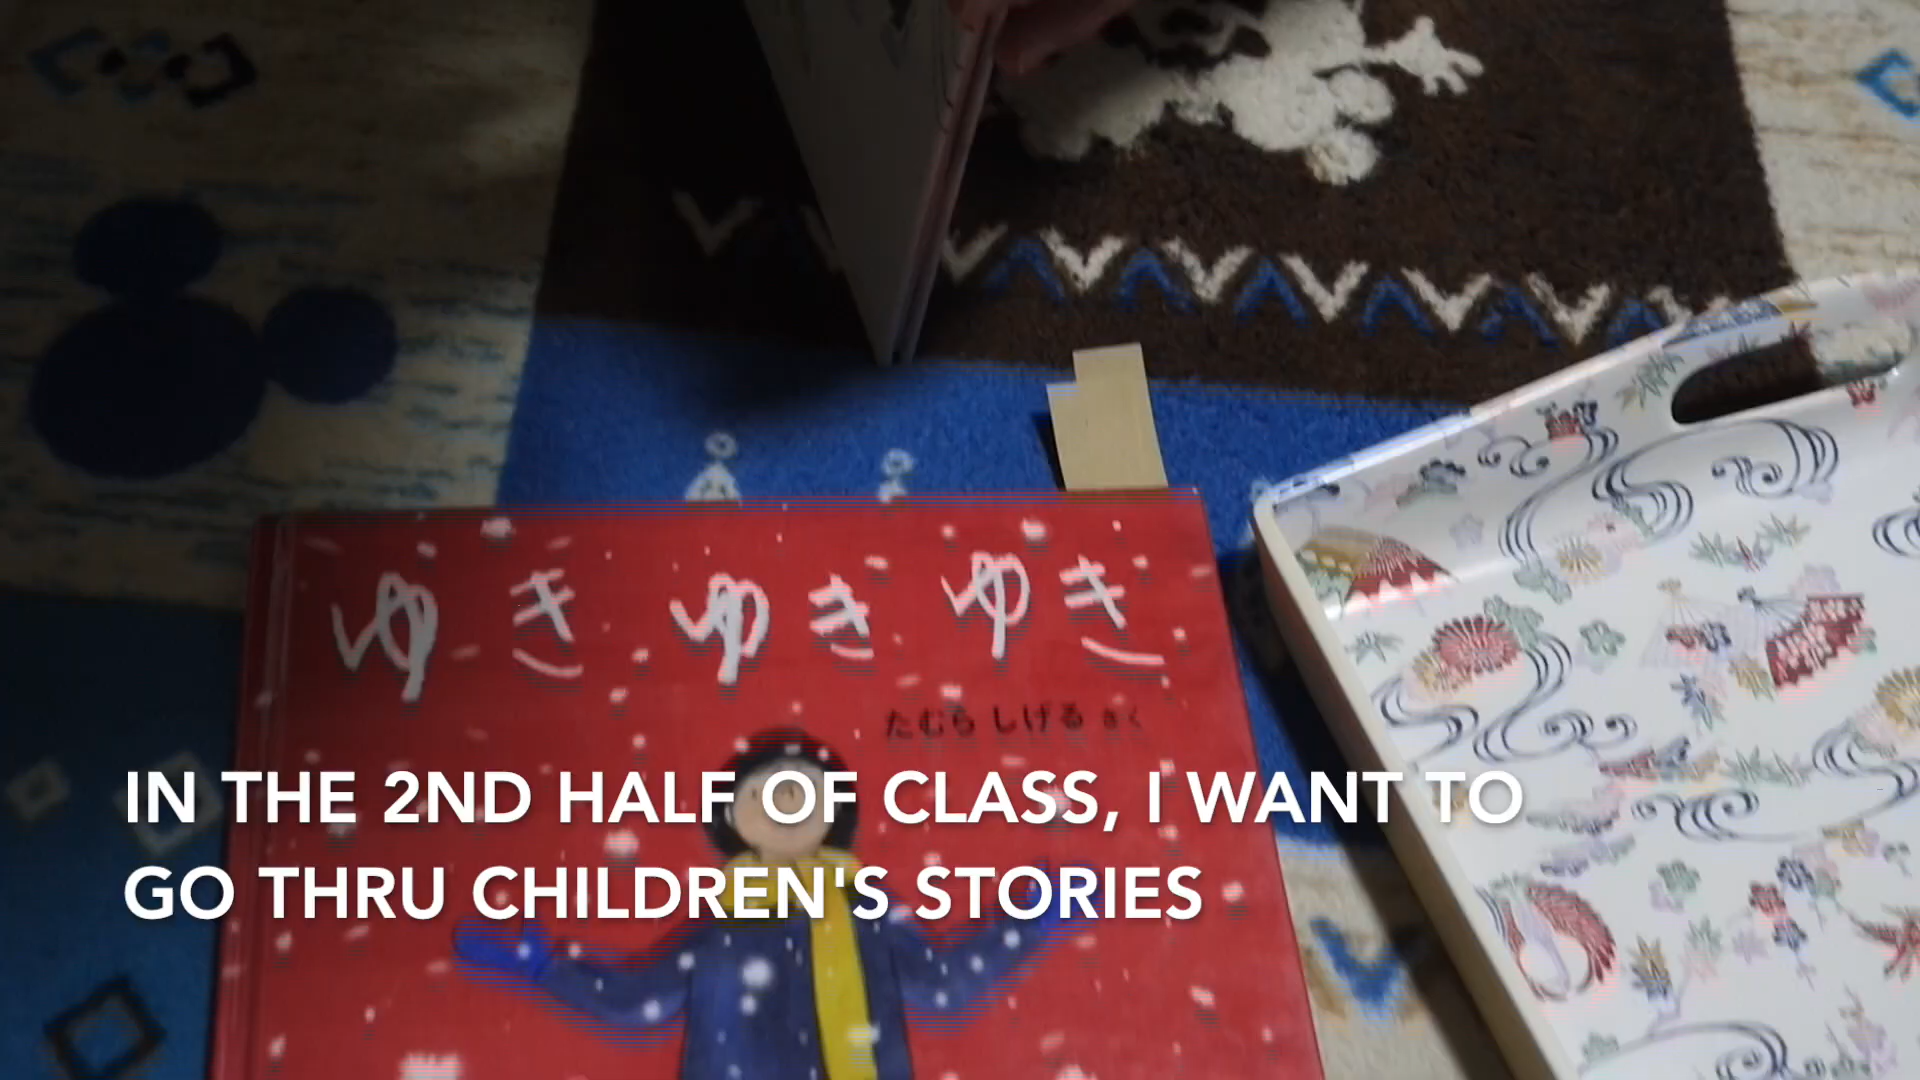 ゆきゆきゆき
たむら しげる さく
IN THE 2ND HALF OF CLASS, I WANT TO
GO THRU CHILDREN'S STORIES